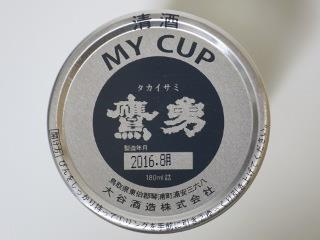 清酒
MY CUP
タカイサミ
鷹勇
製造年月
2016.8月
180ml詰
鳥取県東伯郡琴浦町浦安三六八
大谷酒造株式会社